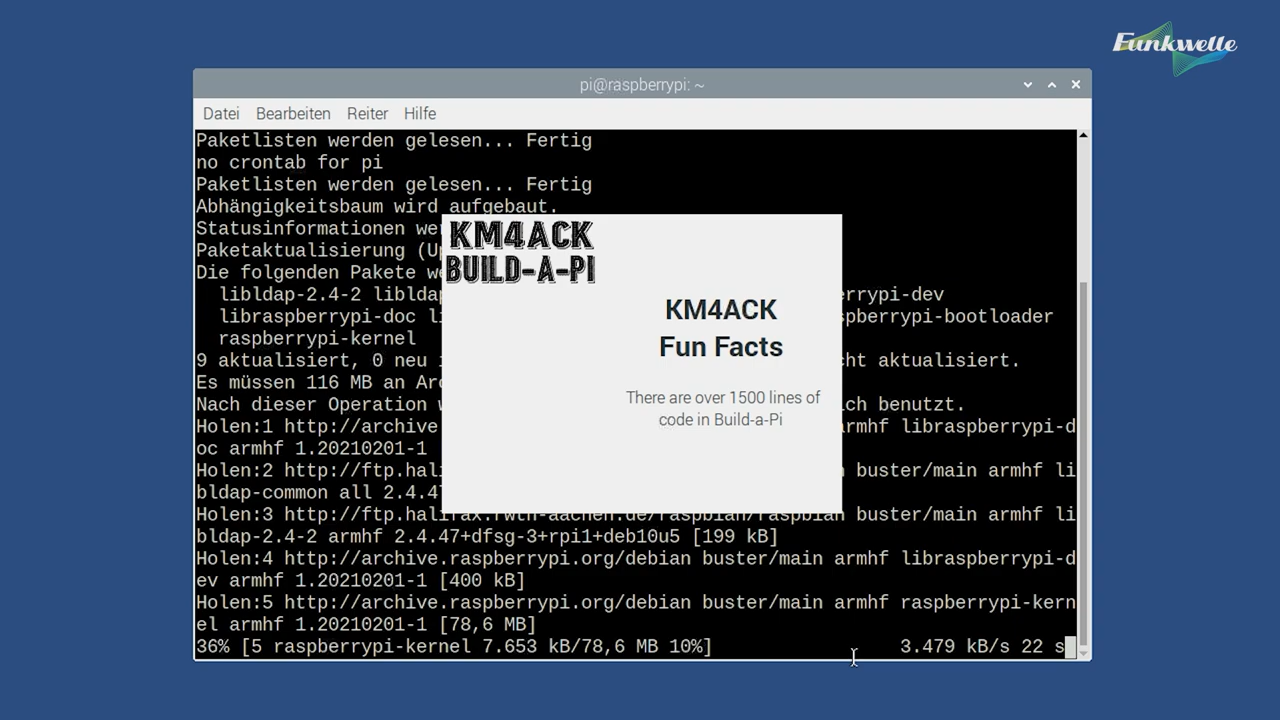 Funkwelle
pi@raspberrypi: ~
Datei Bearbeiten Reiter Hilfe
Paketlisten werden gelesen... Fertig
no crontab for pi
Paketlisten werden gelesen... Fertig
Abhängigkeitsbaum wird aufgebaut.
Statusinformationen we
Paketaktualisierung (U
Die folgenden Pakete we
libldap-2.4-2 libldap errypi-dev
libraspberrypi-doc li spberrypi-bootloader
raspberrypi-kernel
9 aktualisiert, 0 neu i cht aktualisiert.
Es müssen 116 MB an Arc
Nach dieser Operation w ich benutzt.
Holen:1 http://archive armhf libraspberrypi-d
oc armhf 1.20210201-1
Holen:2 http://ftp.hali buster/main armhf li
bldap-common all 2.4.47
Holen:3 http://ftp.halifax.rwth-aachen.de/raspbian/raspbian buster/main armhf li
bldap-2.4-2 armhf 2.4.47+dfsg-3+rpi1+deb10u5 [199 kB]
Holen:4 http://archive.raspberrypi.org/debian buster/main armhf libraspberrypi-d
ev armhf 1.20210201-1 [400 kB]
Holen:5 http://archive.raspberrypi.org/debian buster/main armhf raspberrypi-kern
el armhf 1.20210201-1 [78,6 MB]
36% [5 raspberrypi-kernel 7.653 kB/78,6 MB 10%] 3.479 kB/s 22 s
KM4ACK
BUILD-A-PI
KM4ACK
Fun Facts
There are over 1500 lines of
code in Build-a-Pi